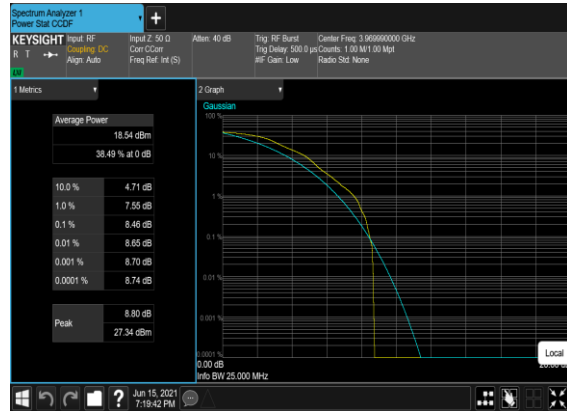 Spectrum Analyzer 1
Power Stat CCDF
+
KEYSIGHT
R T
Input: RF
Coupling: DC
Align: Auto
Input Z: 50 Ω
Corr CCorr
Freq Ref: Int (S)
Atten: 40 dB
Trig: RF Burst
Trig Delay: 500.0 µs
#IF Gain: Low
Center Freq: 3.969990000 GHz
Counts: 1.00 M/1.00 Mpt
Radio Std: None
1 Metrics
Average Power
18.54 dBm
38.49 % at 0 dB
10.0 % 4.71 dB
1.0 % 7.55 dB
0.1 % 8.46 dB
0.01 % 8.65 dB
0.001 % 8.70 dB
0.0001 % 8.74 dB
Peak
8.80 dB
27.34 dBm
2 Graph
Gaussian
100 %
10 %
1 %
0.1 %
0.01 %
0.001 %
0.0001 %
0.00 dB
Info BW 25.000 MHz
Local
?
Jun 15, 2021
7:19:42 PM